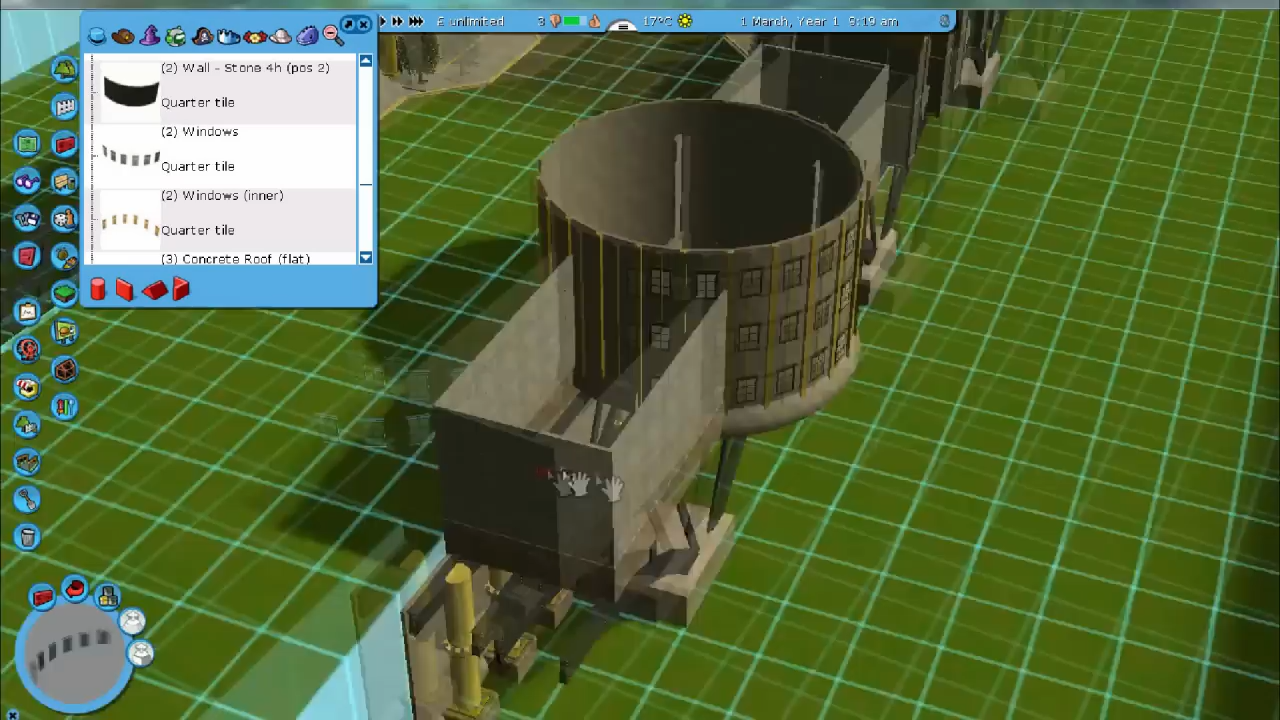 £ unlimited 3 17°C 1 March, Year 1 9:19 am
(2) Wall - Stone 4h (pos 2)
Quarter tile
(2) Windows
Quarter tile
(2) Windows (inner)
Quarter tile
(3) Concrete Roof (flat)